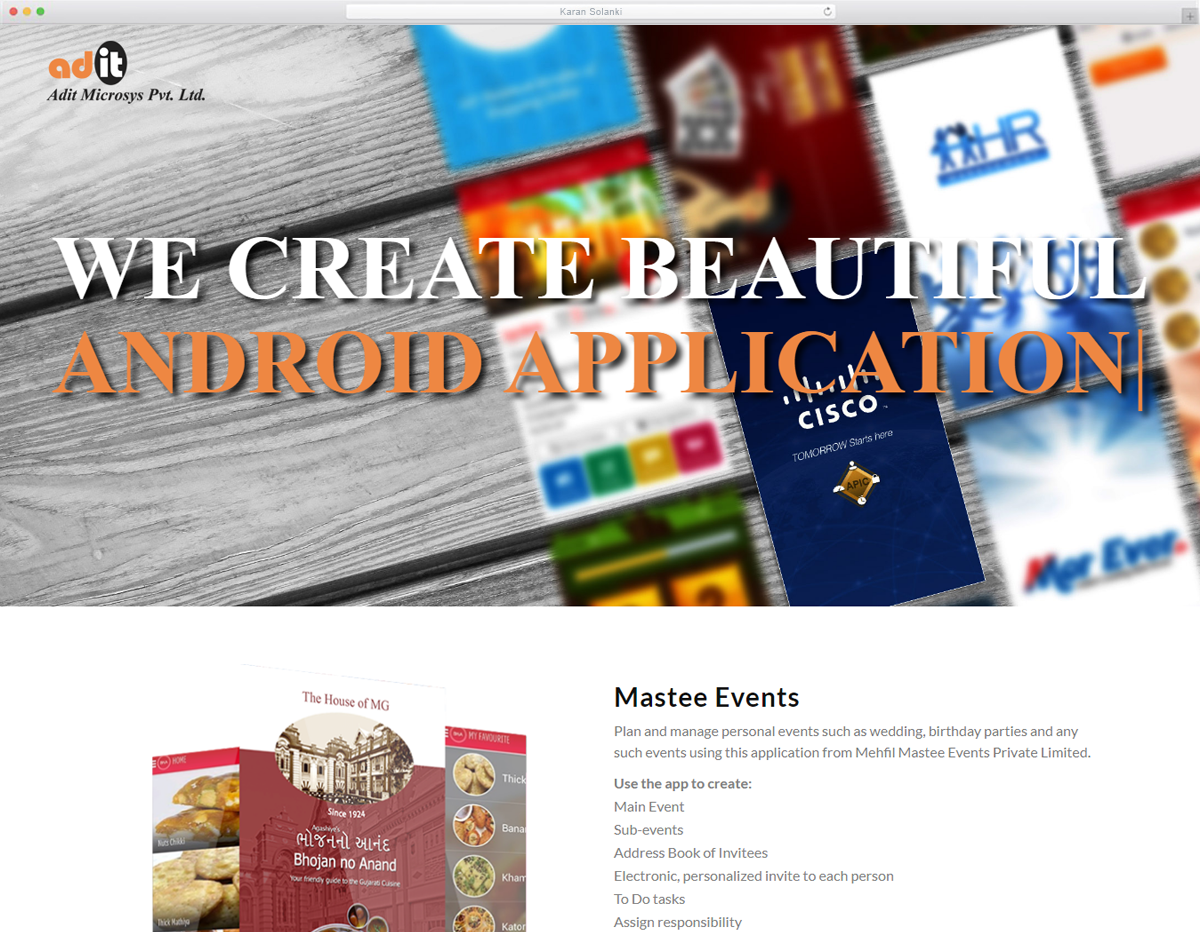 Karan Solanki
adit
Adit Microsys Pvt. Ltd.
HR
WE CREATE BEAUTIFUL
ANDROID APPLICATION
CISCO
TOMORROW Starts here
APIC
Mor Ever
The House of MG
Since 1924
Agashiye's
ભોજનનો આનંદ
Bhojan no Anand
Your friendly guide to the Gujarati Cuisine
HOME
Nuts Chikki
Thick Mathiya
MY FAVOURITE
Thick
Bana
Kham
Kator
Mastee Events
Plan and manage personal events such as wedding, birthday parties and any
such events using this application from Mehfil Mastee Events Private Limited.
Use the app to create:
Main Event
Sub-events
Address Book of Invitees
Electronic, personalized invite to each person
To Do tasks
Assign responsibility